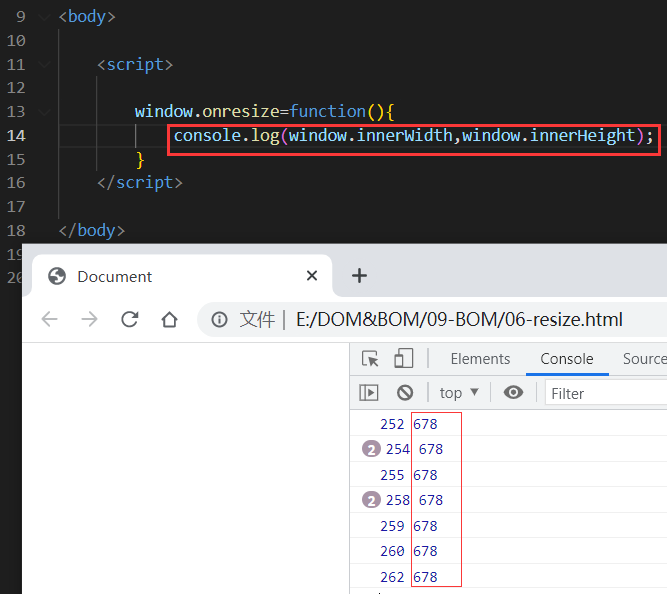 9 <body>
10
11 <script>
12
13 window.onresize=function(){
14 console.log(window.innerWidth,window.innerHeight);
15 }
16 </script>
17
18 </body>
19
20
Document
文件 | E:/DOM&BOM/09-BOM/06-resize.html
Elements Console Source
top Filter
252 678
2 254 678
255 678
2 258 678
259 678
260 678
262 678